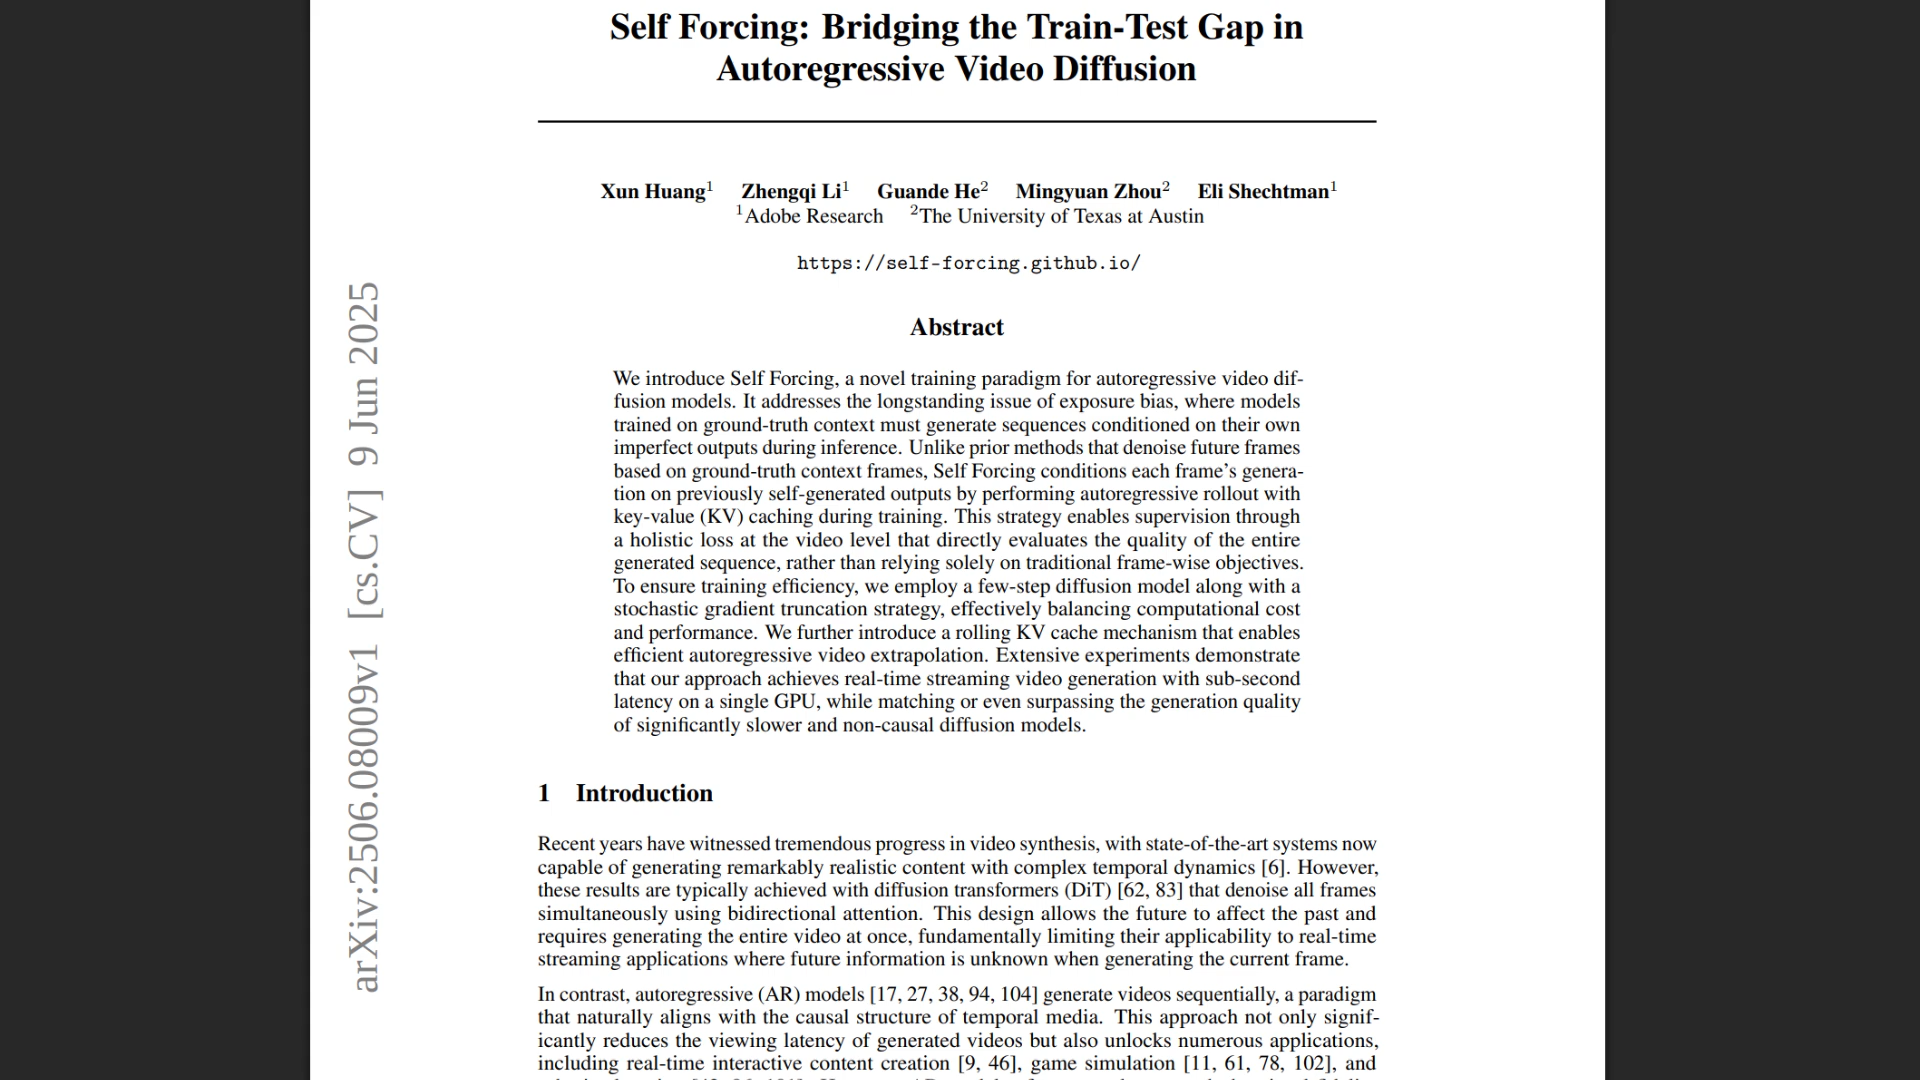 Self Forcing: Bridging the Train-Test Gap in
Autoregressive Video Diffusion
Xun Huang¹ Zhengqi Li¹ Guande He² Mingyuan Zhou² Eli Shechtman¹
¹Adobe Research ²The University of Texas at Austin
https://self-forcing.github.io/
Abstract
We introduce Self Forcing, a novel training paradigm for autoregressive video dif-
fusion models. It addresses the longstanding issue of exposure bias, where models
trained on ground-truth context must generate sequences conditioned on their own
imperfect outputs during inference. Unlike prior methods that denoise future frames
based on ground-truth context frames, Self Forcing conditions each frame's genera-
tion on previously self-generated outputs by performing autoregressive rollout with
key-value (KV) caching during training. This strategy enables supervision through
a holistic loss at the video level that directly evaluates the quality of the entire
generated sequence, rather than relying solely on traditional frame-wise objectives.
To ensure training efficiency, we employ a few-step diffusion model along with a
stochastic gradient truncation strategy, effectively balancing computational cost
and performance. We further introduce a rolling KV cache mechanism that enables
efficient autoregressive video extrapolation. Extensive experiments demonstrate
that our approach achieves real-time streaming video generation with sub-second
latency on a single GPU, while matching or even surpassing the generation quality
of significantly slower and non-causal diffusion models.
arXiv:2506.08009v1 [cs.CV] 9 Jun 2025
1 Introduction
Recent years have witnessed tremendous progress in video synthesis, with state-of-the-art systems now
capable of generating remarkably realistic content with complex temporal dynamics [6]. However,
these results are typically achieved with diffusion transformers (DiT) [62, 83] that denoise all frames
simultaneously using bidirectional attention. This design allows the future to affect the past and
requires generating the entire video at once, fundamentally limiting their applicability to real-time
streaming applications where future information is unknown when generating the current frame.
In contrast, autoregressive (AR) models [17, 27, 38, 94, 104] generate videos sequentially, a paradigm
that naturally aligns with the causal structure of temporal media. This approach not only signif-
icantly reduces the viewing latency of generated videos but also unlocks numerous applications,
including real-time interactive content creation [9, 46], game simulation [11, 61, 78, 102], and